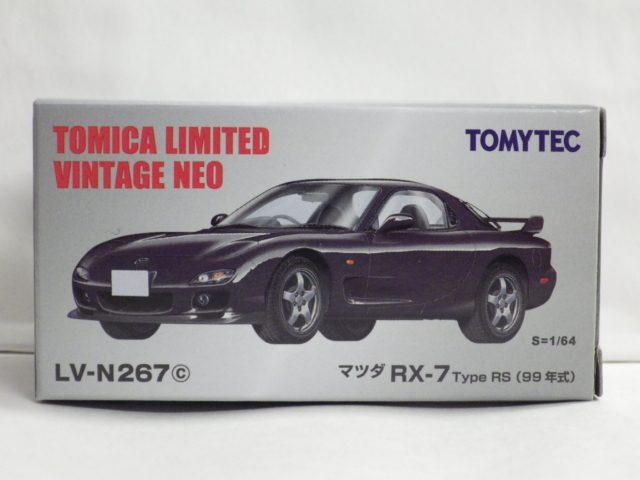 TOMICA LIMITED
VINTAGE NEO
TOMYTEC
S=1/64
LV-N267ⓒ
マツダ RX-7 Type RS (99年式)